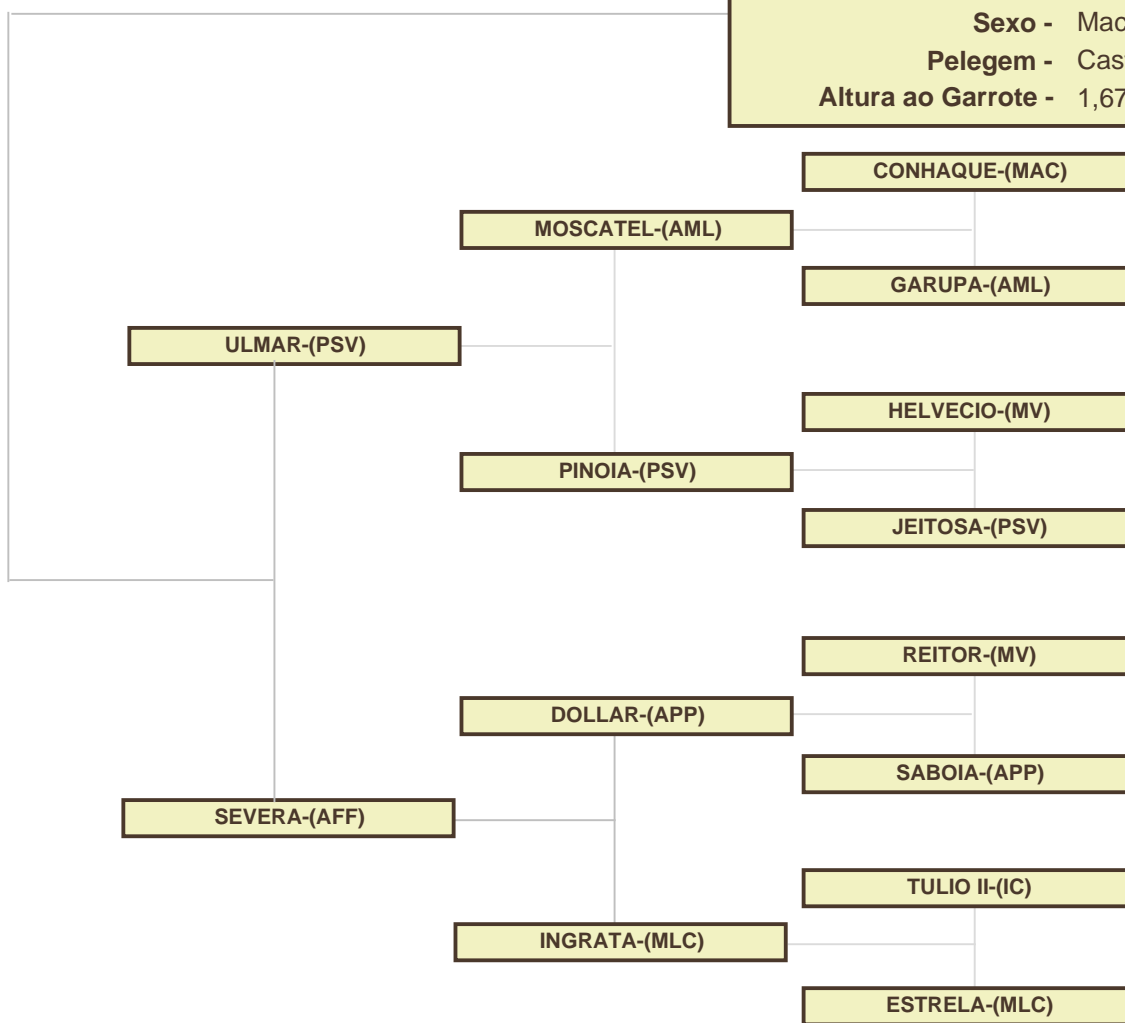 Sexo - Mac
Pelegem - Cas
Altura ao Garrote - 1,67
CONHAQUE-(MAC)
MOSCATEL-(AML)
GARUPA-(AML)
ULMAR-(PSV)
HELVECIO-(MV)
PINOIA-(PSV)
JEITOSA-(PSV)
REITOR-(MV)
DOLLAR-(APP)
SABOIA-(APP)
SEVERA-(AFF)
TULIO II-(IC)
INGRATA-(MLC)
ESTRELA-(MLC)